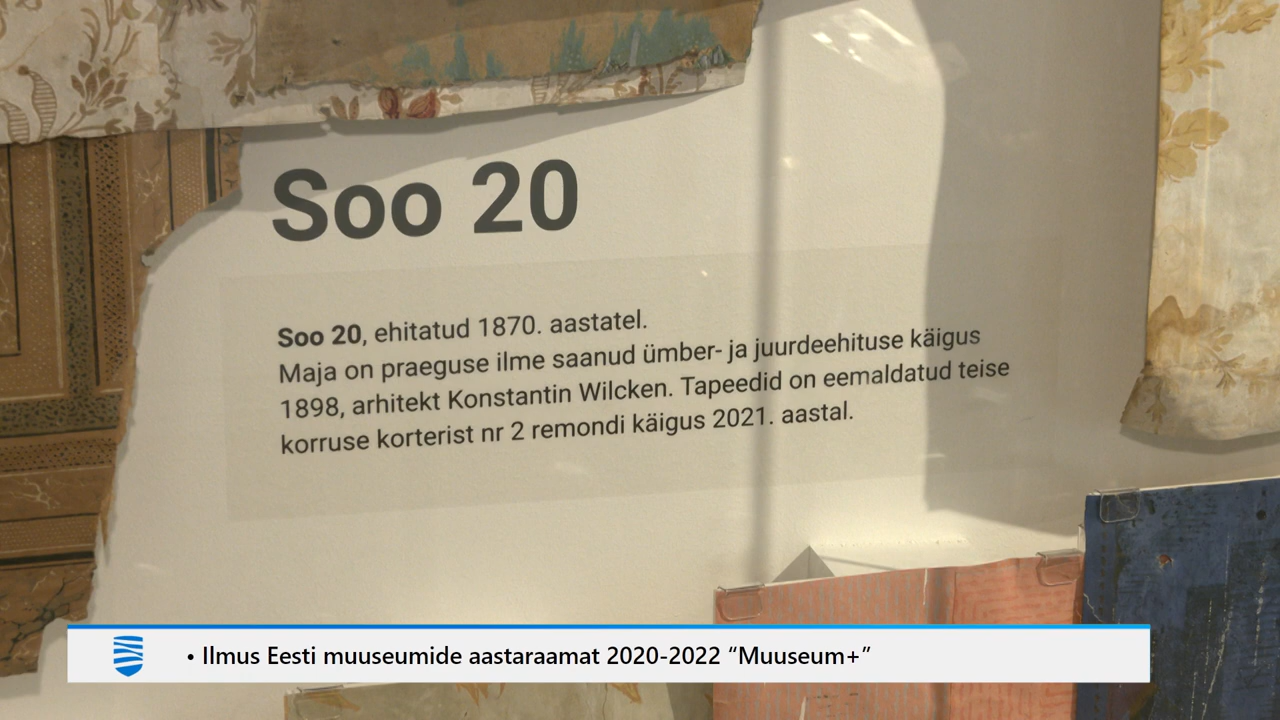 Soo 20
Soo 20, ehitatud 1870. aastatel.
Maja on praeguse ilme saanud ümber- ja juurdeehituse käigus
1898, arhitekt Konstantin Wilcken. Tapeedid on eemaldatud teise
korruse korterist nr 2 remondi käigus 2021. aastal.
• Ilmus Eesti muuseumide aastaraamat 2020-2022 “Muuseum+”